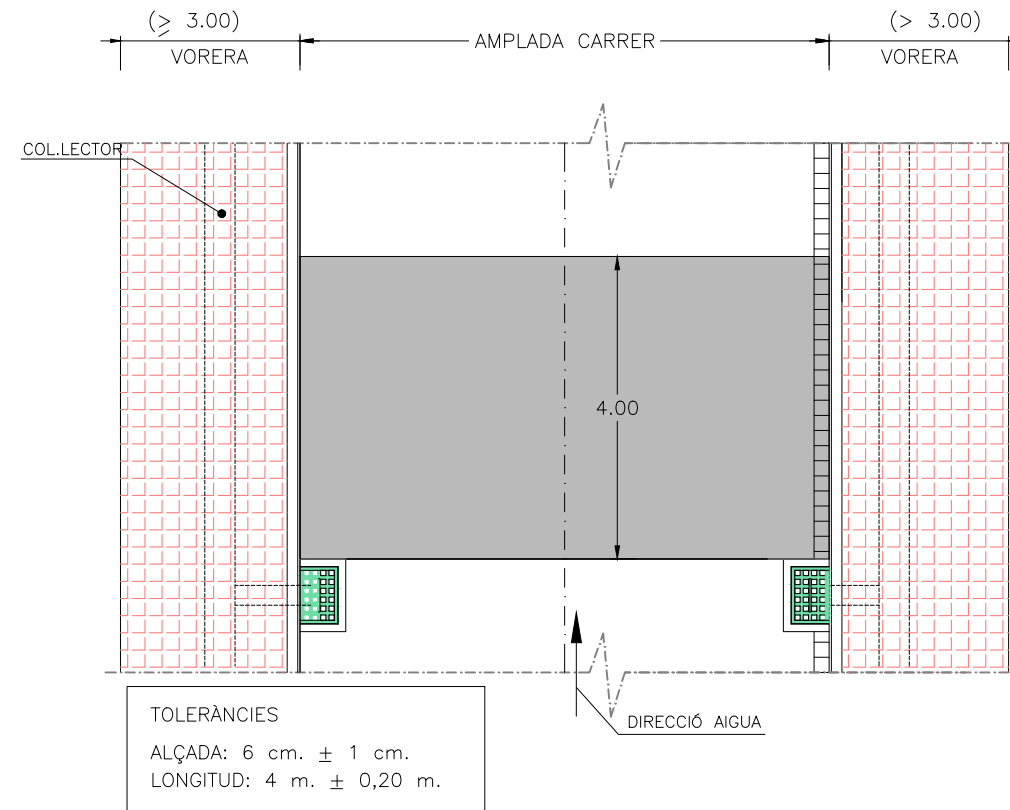 (≥ 3.00)
VORERA
AMPLADA CARRER
(> 3.00)
VORERA
COL.LECTOR
4.00
DIRECCIÓ AIGUA
TOLERÀNCIES
ALÇADA: 6 cm. ± 1 cm.
LONGITUD: 4 m. ± 0,20 m.